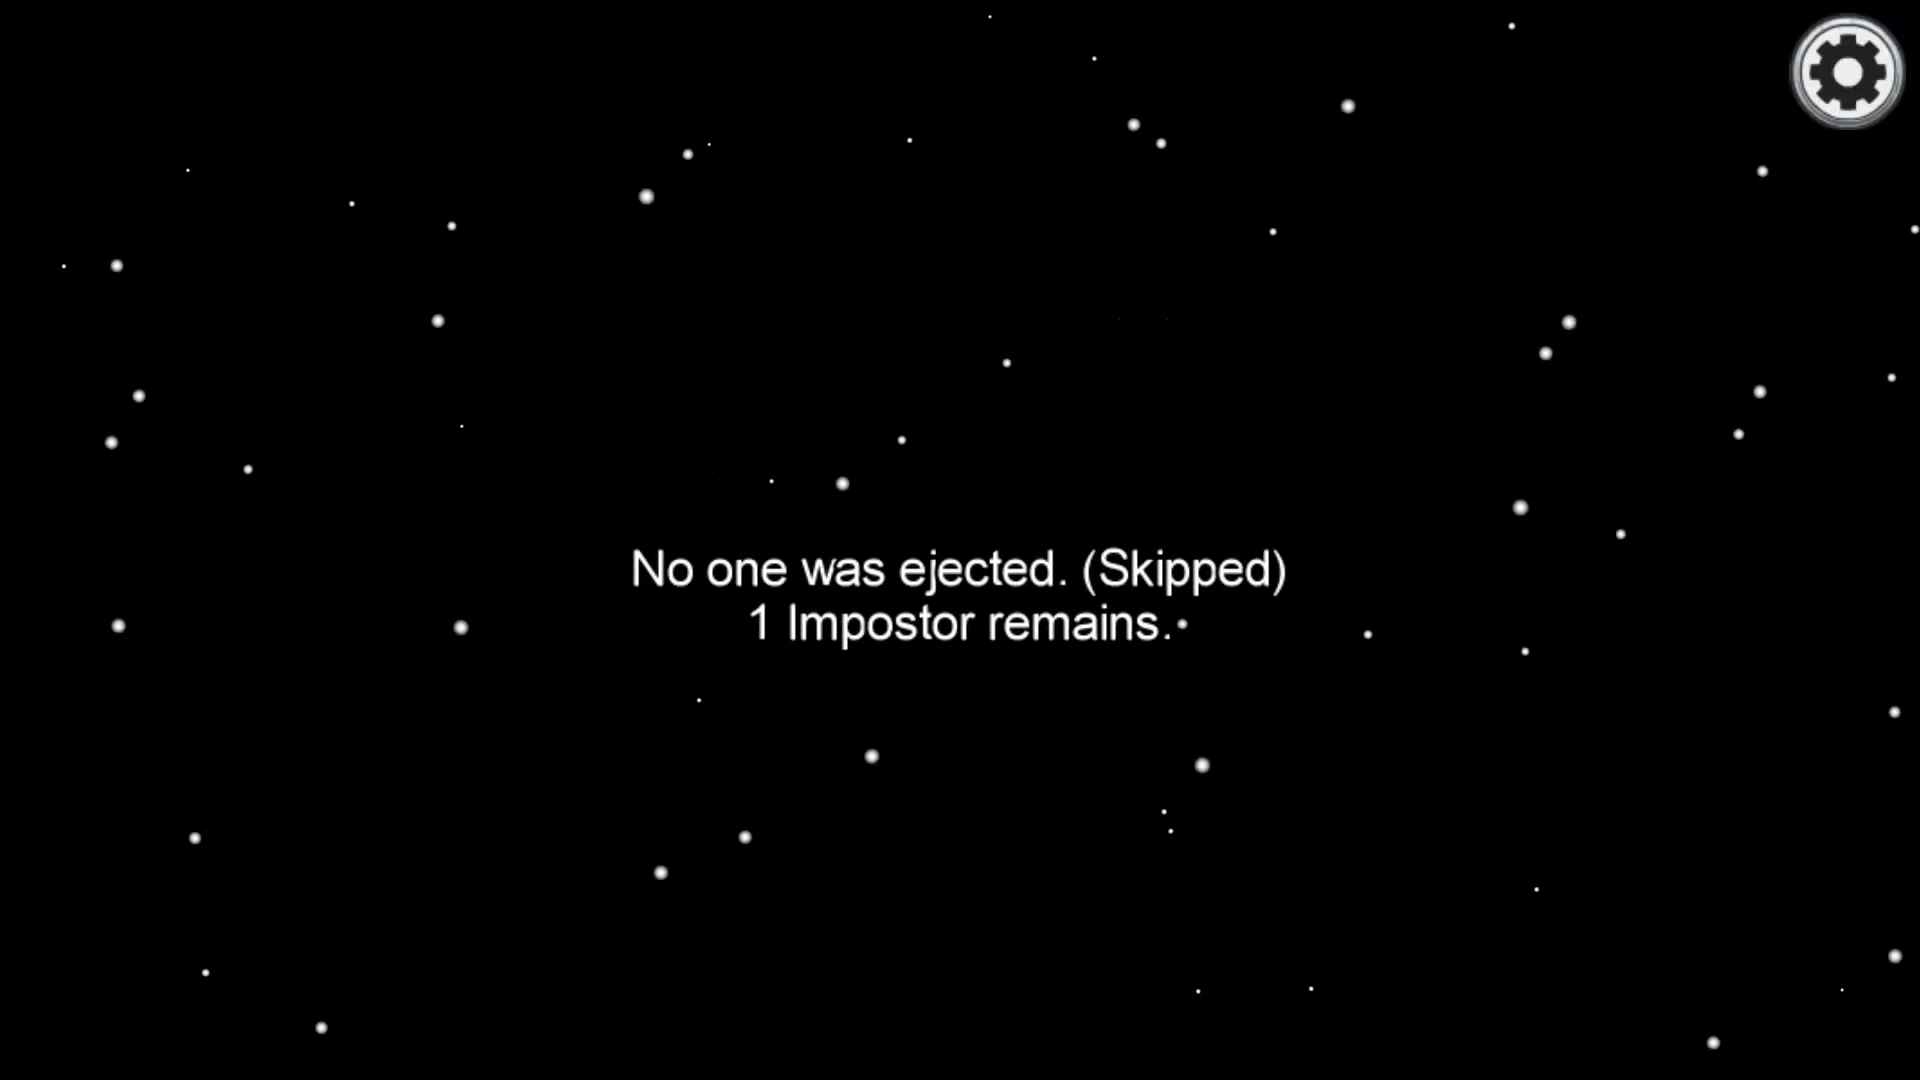 No one was ejected. (Skipped)
1 Impostor remains.